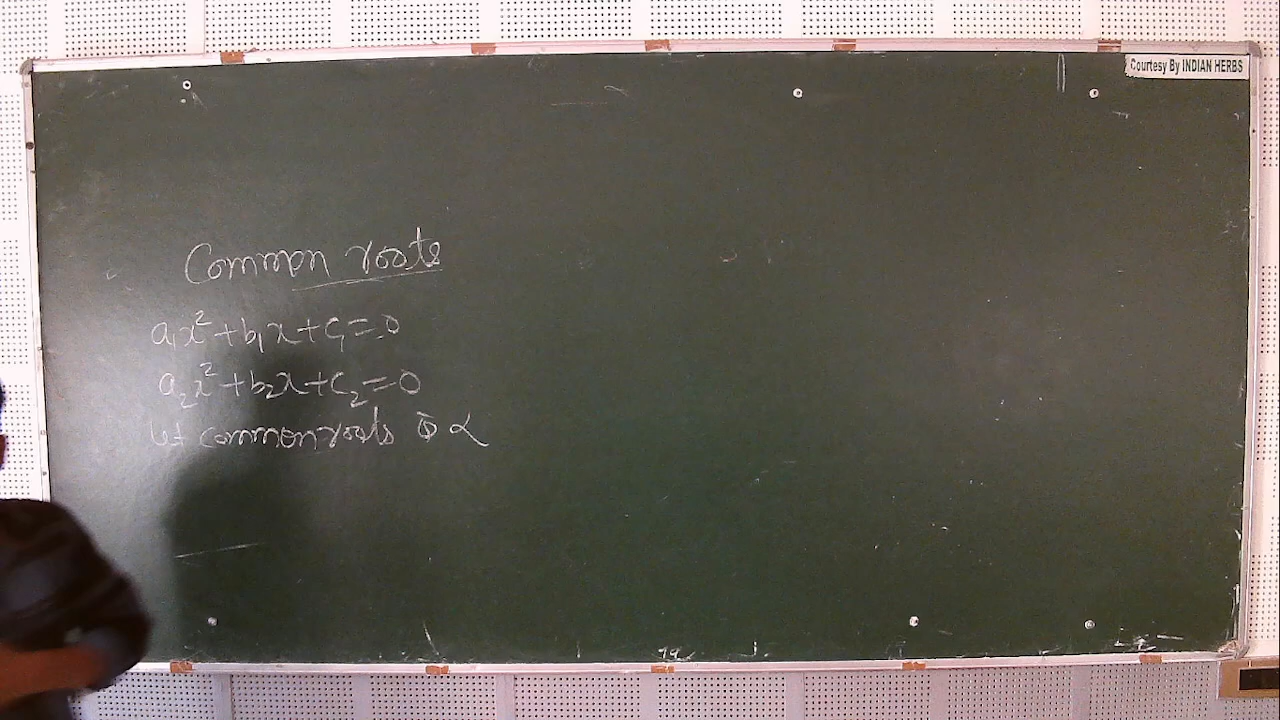 Courtesy By INDIAN HERBS
Common roots
a₁x²+b₁x+c₁=0
a₂x²+b₂x+c₂=0
let common roots is α